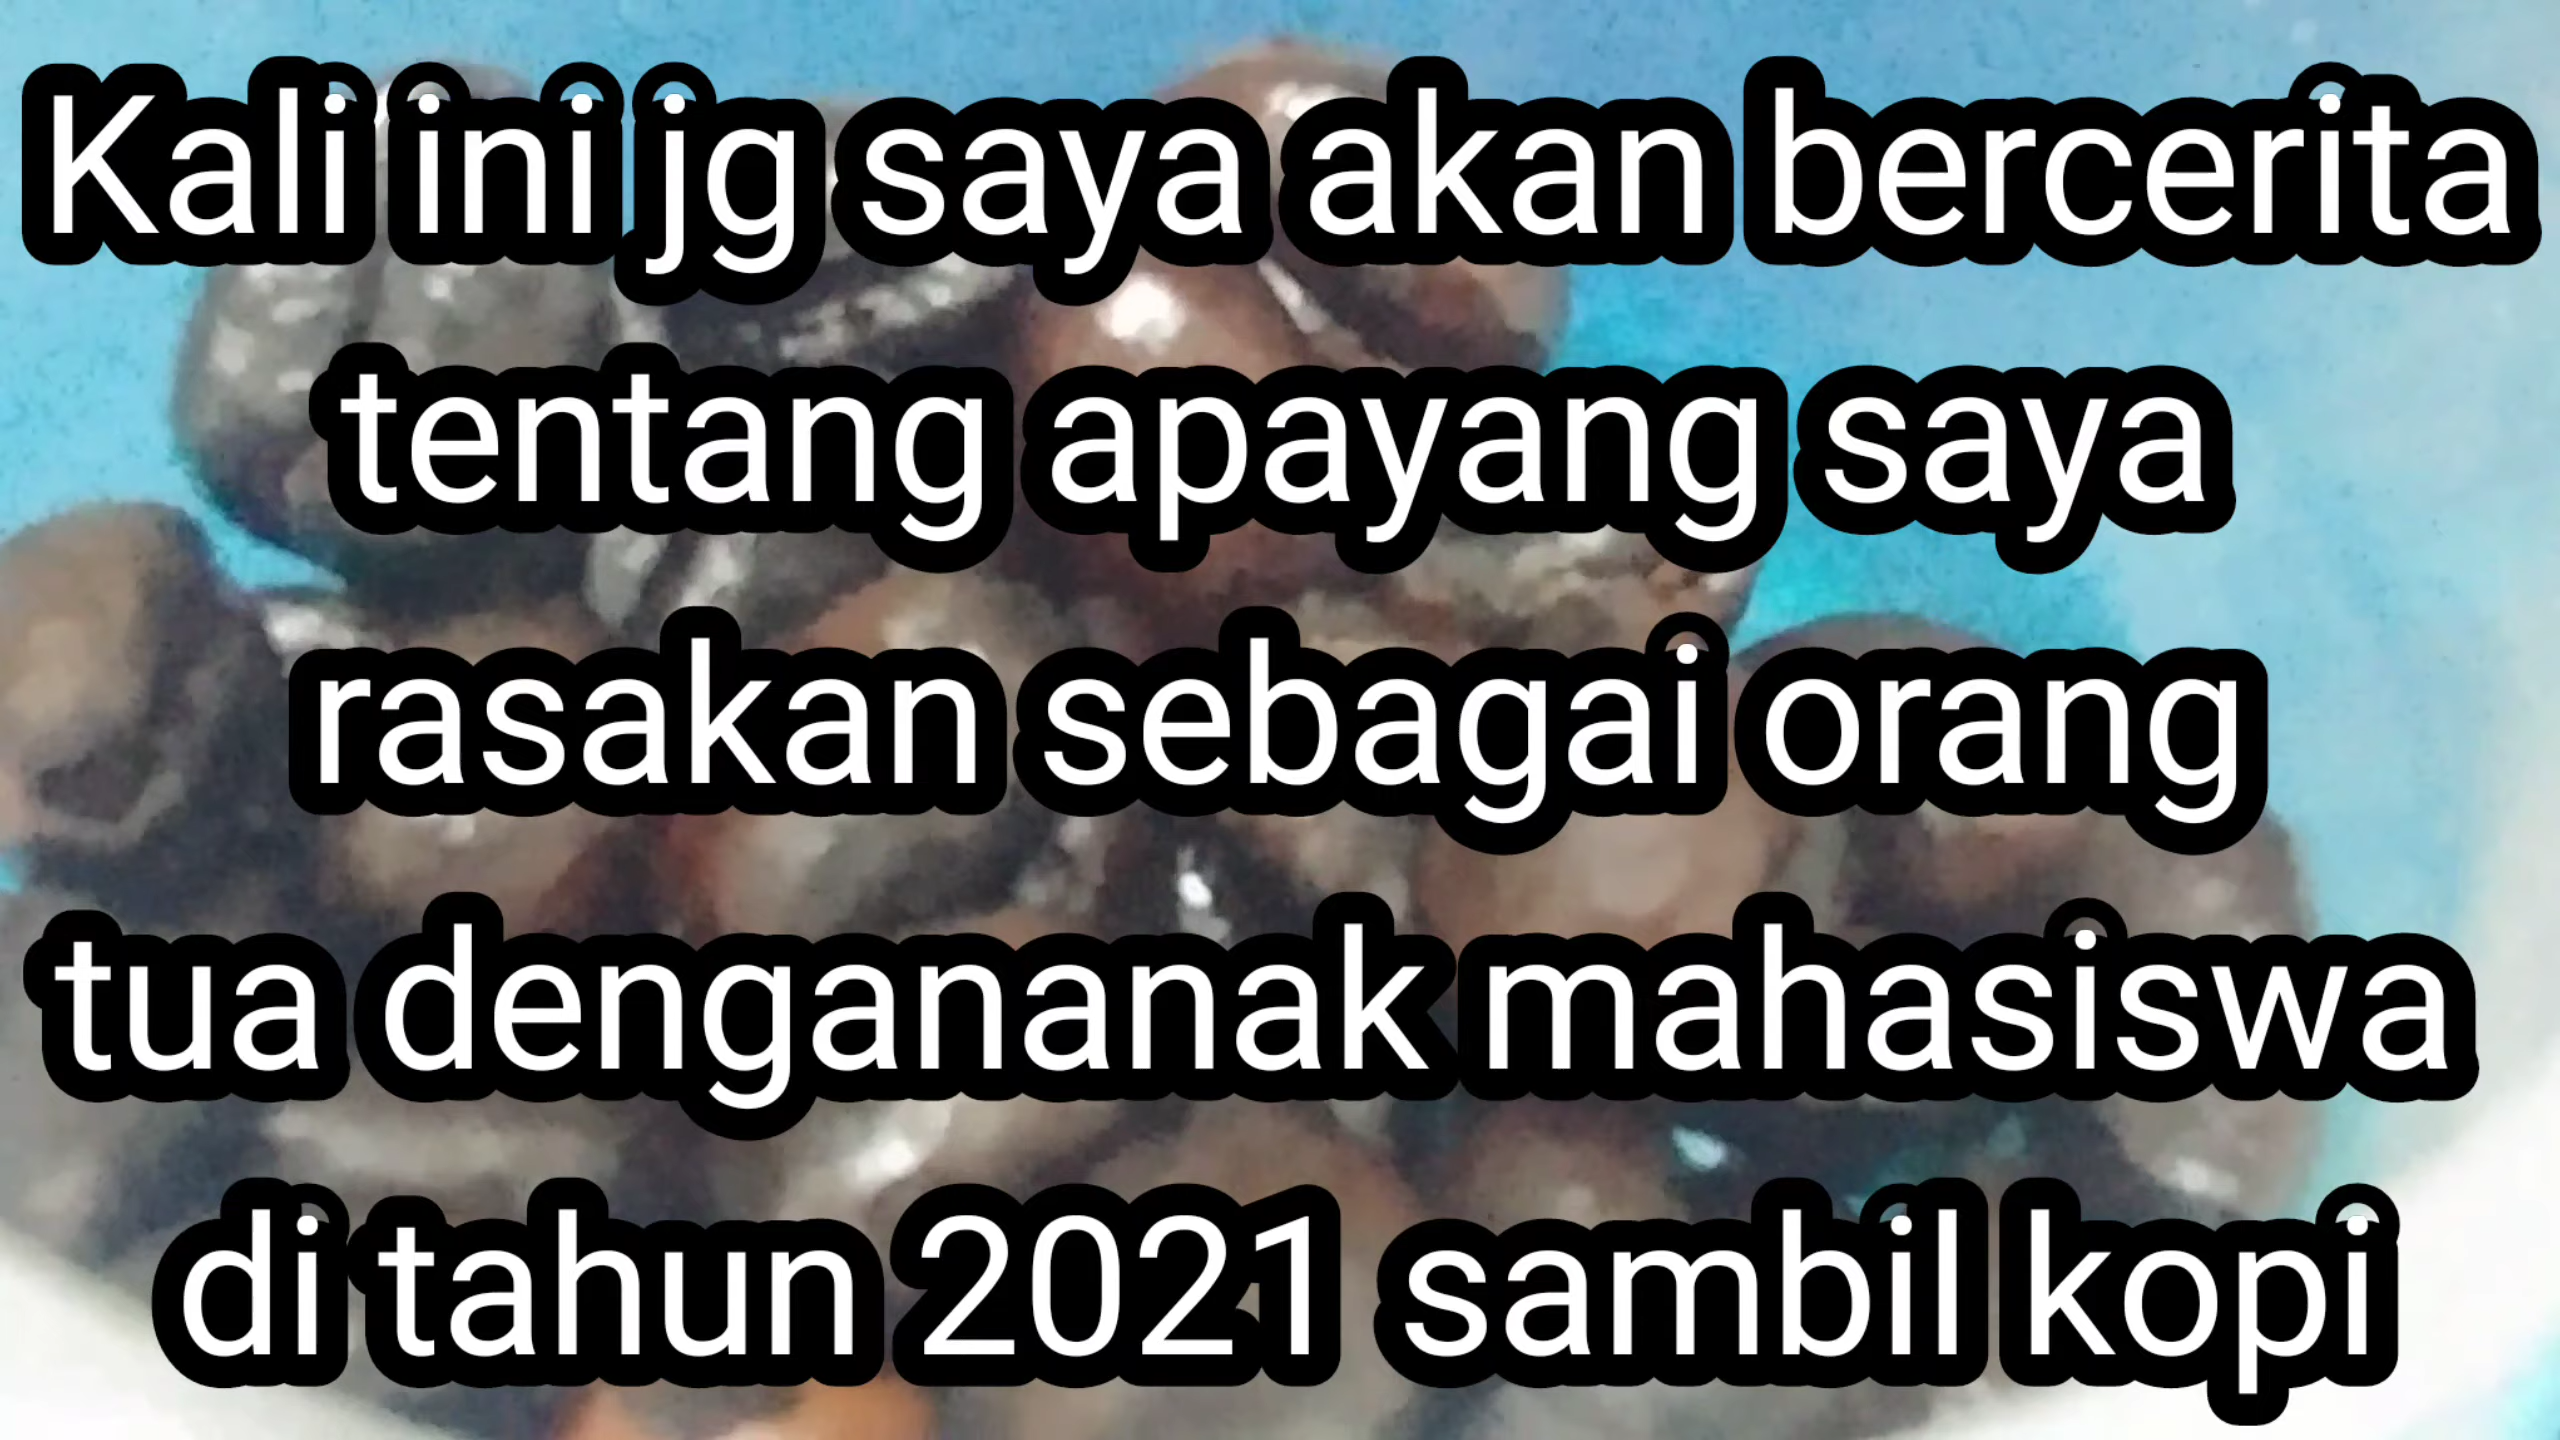 Kali ini jg saya akan bercerita
tentang apayang saya
rasakan sebagai orang
tua dengananak mahasiswa
di tahun 2021 sambil kopi